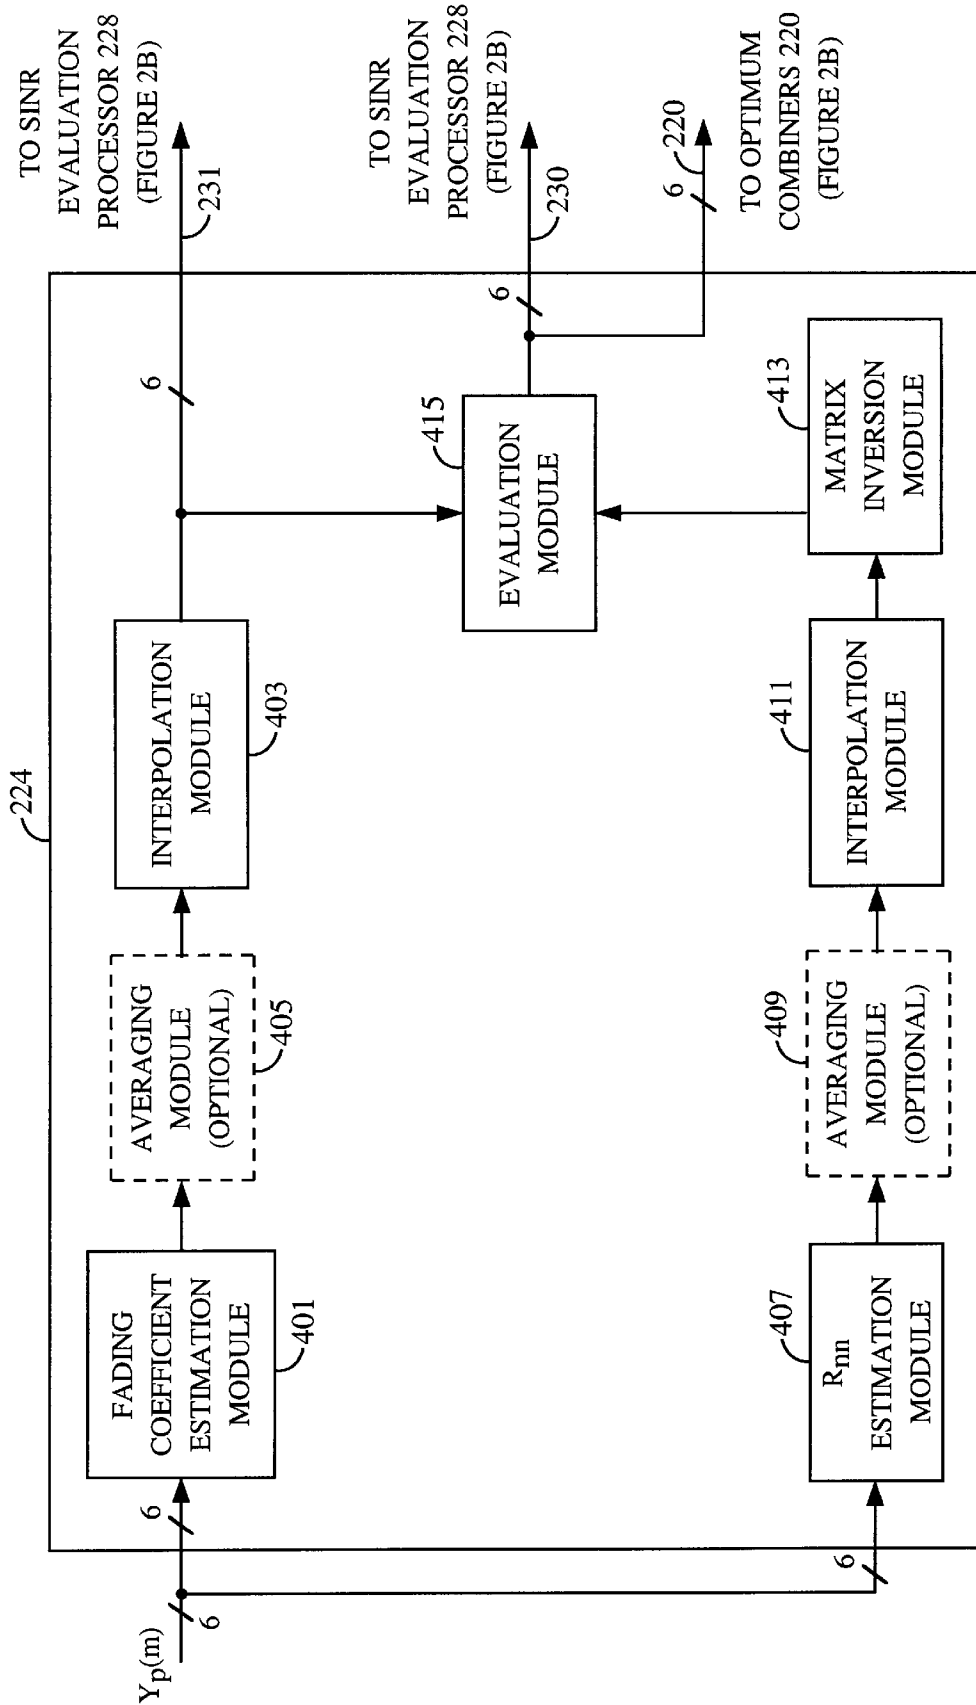 224
Yp(m)
6
6
FADING
COEFFICIENT
ESTIMATION
MODULE
401
AVERAGING
MODULE
(OPTIONAL)
405
INTERPOLATION
MODULE
403
6
231
TO SINR
EVALUATION
PROCESSOR 228
(FIGURE 2B)
415
EVALUATION
MODULE
6
230
TO SINR
EVALUATION
PROCESSOR 228
(FIGURE 2B)
6
220
TO OPTIMUM
COMBINERS 220
(FIGURE 2B)
6
407
Rnn
ESTIMATION
MODULE
409
AVERAGING
MODULE
(OPTIONAL)
411
INTERPOLATION
MODULE
413
MATRIX
INVERSION
MODULE